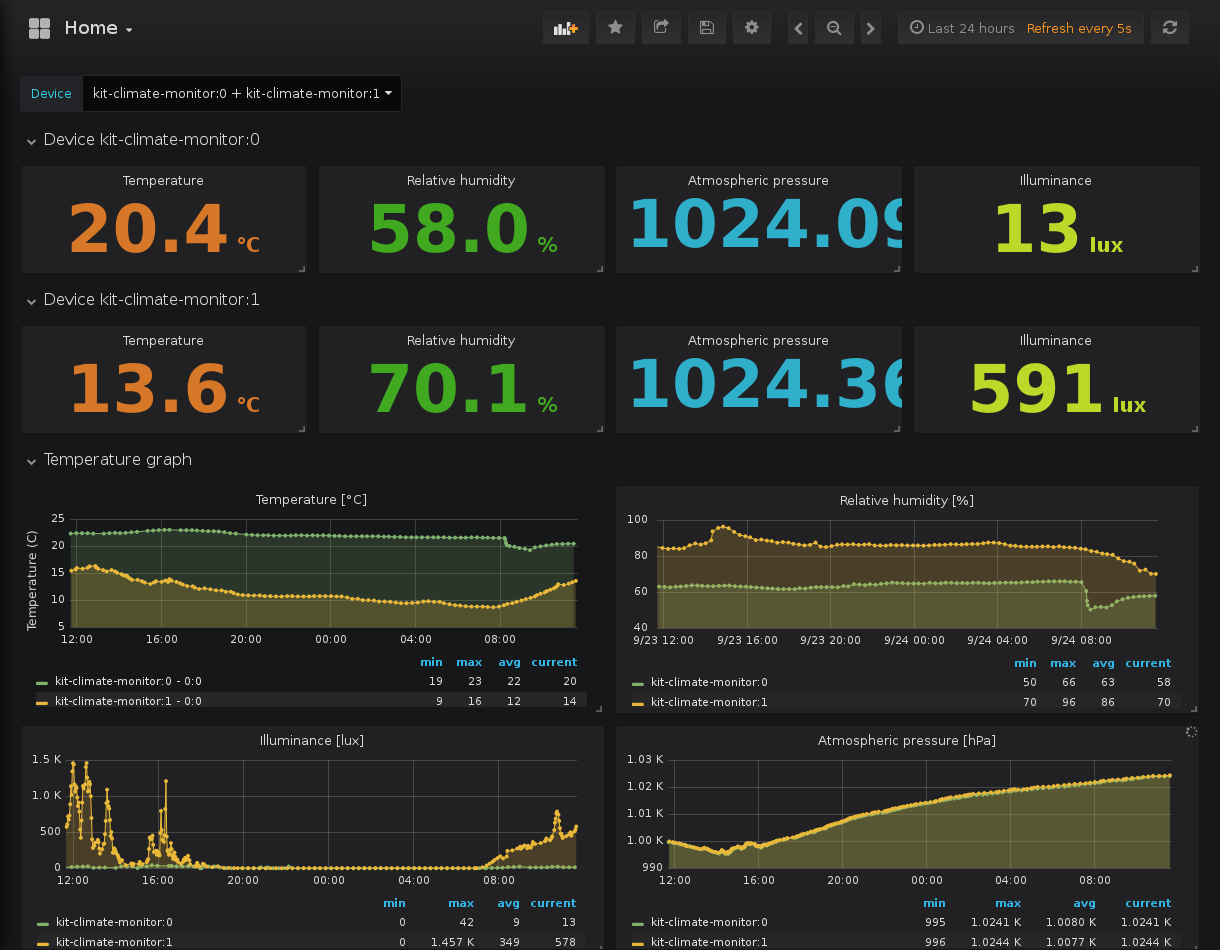 Home
Last 24 hours Refresh every 5s
Device kit-climate-monitor:0 + kit-climate-monitor:1
Device kit-climate-monitor:0
Temperature Relative humidity Atmospheric pressure Illuminance
20.4 °C 58.0 % 1024.09 13 lux
Device kit-climate-monitor:1
Temperature Relative humidity Atmospheric pressure Illuminance
13.6 °C 70.1 % 1024.36 591 lux
Temperature graph
Temperature [°C]
Temperature (C)
25
20
15
10
5
12:00 16:00 20:00 00:00 04:00 08:00
min max avg current
kit-climate-monitor:0 - 0:0 19 23 22 20
kit-climate-monitor:1 - 0:0 9 16 12 14
Relative humidity [%]
100
80
60
40
9/23 12:00 9/23 16:00 9/23 20:00 9/24 00:00 9/24 04:00 9/24 08:00
min max avg current
kit-climate-monitor:0 50 66 63 58
kit-climate-monitor:1 70 96 86 70
Illuminance [lux]
1.5 K
1.0 K
500
0
12:00 16:00 20:00 00:00 04:00 08:00
min max avg current
kit-climate-monitor:0 0 42 9 13
kit-climate-monitor:1 0 1.457 K 349 578
Atmospheric pressure [hPa]
1.03 K
1.02 K
1.01 K
1.00 K
990
12:00 16:00 20:00 00:00 04:00 08:00
min max avg current
kit-climate-monitor:0 995 1.0241 K 1.0080 K 1.0241 K
kit-climate-monitor:1 996 1.0244 K 1.0077 K 1.0244 K